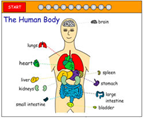 START
The Human Body
brain
lungs
heart
spleen
liver
stomach
kidneys
large
intestine
small intestine
bladder